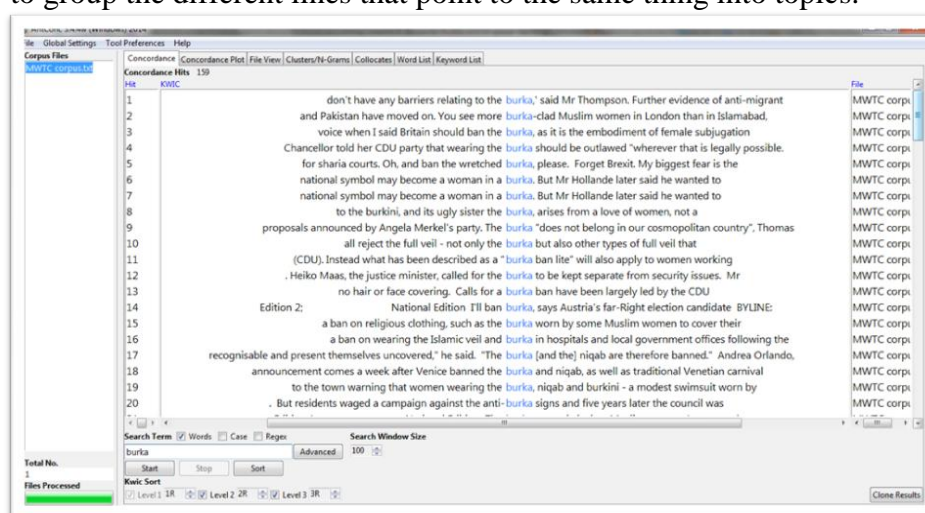 to group the different lines that point to the same thing into topics.
AntConc 3.4.4w (Windows) 2014
File Global Settings Tool Preferences Help
Corpus Files
MWTC corpus.txt
Concordance Concordance Plot File View Clusters/N-Grams Collocates Word List Keyword List
Concordance Hits 159
Hit KWIC File
1 don't have any barriers relating to the burka,' said Mr Thompson. Further evidence of anti-migrant MWTC corpu
2 and Pakistan have moved on. You see more burka-clad Muslim women in London than in Islamabad, MWTC corpu
3 voice when I said Britain should ban the burka, as it is the embodiment of female subjugation MWTC corpu
4 Chancellor told her CDU party that wearing the burka should be outlawed "wherever that is legally possible. MWTC corpu
5 for sharia courts. Oh, and ban the wretched burka, please. Forget Brexit. My biggest fear is the MWTC corpu
6 national symbol may become a woman in a burka. But Mr Hollande later said he wanted to MWTC corpu
7 national symbol may become a woman in a burka. But Mr Hollande later said he wanted to MWTC corpu
8 to the burkini, and its ugly sister the burka, arises from a love of women, not a MWTC corpu
9 proposals announced by Angela Merkel's party. The burka "does not belong in our cosmopolitan country", Thomas MWTC corpu
10 all reject the full veil - not only the burka but also other types of full veil that MWTC corpu
11 (CDU). Instead what has been described as a "burka ban lite" will also apply to women working MWTC corpu
12 . Heiko Maas, the justice minister, called for the burka to be kept separate from security issues. Mr MWTC corpu
13 no hair or face covering. Calls for a burka ban have been largely led by the CDU MWTC corpu
14 Edition 2; National Edition I'll ban burka, says Austria's far-Right election candidate BYLINE: MWTC corpu
15 a ban on religious clothing, such as the burka worn by some Muslim women to cover their MWTC corpu
16 a ban on wearing the Islamic veil and burka in hospitals and local government offices following the MWTC corpu
17 recognisable and present themselves uncovered," he said. "The burka [and the] niqab are therefore banned." Andrea Orlando, MWTC corpu
18 announcement comes a week after Venice banned the burka and niqab, as well as traditional Venetian carnival MWTC corpu
19 to the town warning that women wearing the burka, niqab and burkini - a modest swimsuit worn by MWTC corpu
20 . But residents waged a campaign against the anti-burka signs and five years later the council was MWTC corpu
Search Term Words Case Regex Search Window Size
burka Advanced 100
Start Stop Sort
Total No.
1
Files Processed
Kwic Sort
Level 1 1R Level 2 2R Level 3 3R Clone Results